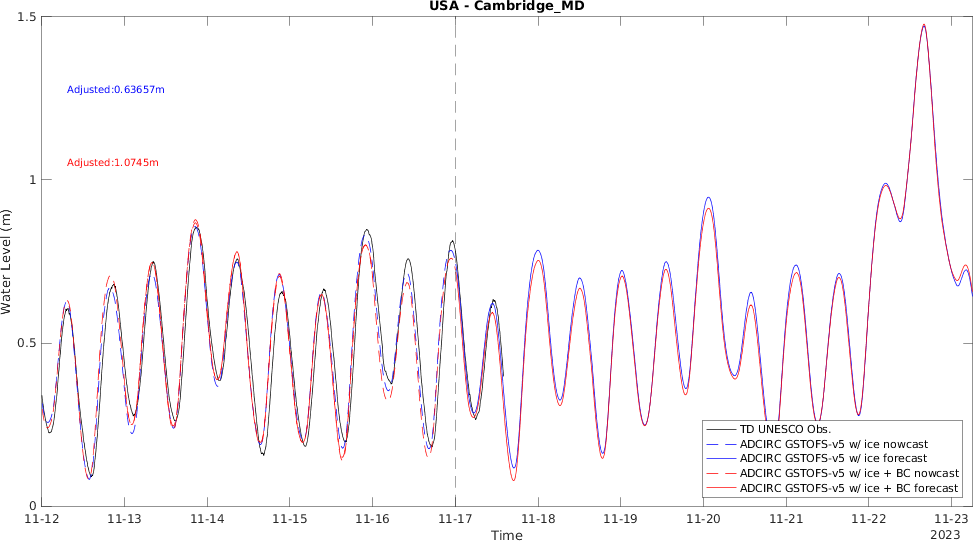 USA - Cambridge_MD
1.5
1
0.5
0
Water Level (m)
Adjusted:0.63657m
Adjusted:1.0745m
TD UNESCO Obs.
ADCIRC GSTOFS-v5 w/ ice nowcast
ADCIRC GSTOFS-v5 w/ ice forecast
ADCIRC GSTOFS-v5 w/ ice + BC nowcast
ADCIRC GSTOFS-v5 w/ ice + BC forecast
11-12 11-13 11-14 11-15 11-16 11-17 11-18 11-19 11-20 11-21 11-22 11-23
2023
Time